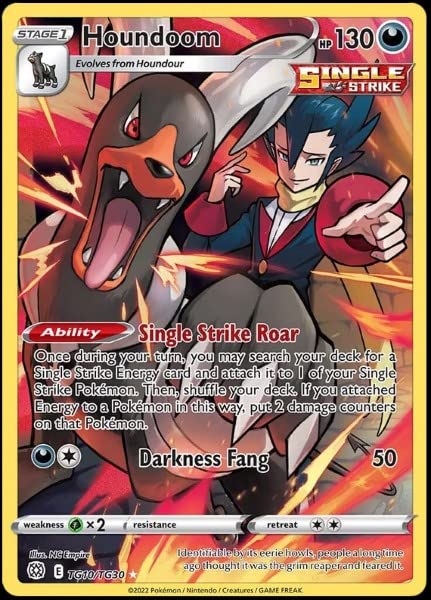 STAGE 1
Houndoom
HP 130
Evolves from Houndour
SINGLE STRIKE
Ability Single Strike Roar
Once during your turn, you may search your deck for a
Single Strike Energy card and attach it to 1 of your Single
Strike Pokémon. Then, shuffle your deck. If you attached
Energy to a Pokémon in this way, put 2 damage counters
on that Pokémon.
Darkness Fang 50
weakness ×2 resistance retreat
Illus. NC Empire
E TG10/TG30 ★
Identifiable by its eerie howls, people a long time
ago thought it was the grim reaper and feared it.
©2022 Pokémon / Nintendo / Creatures / GAME FREAK.